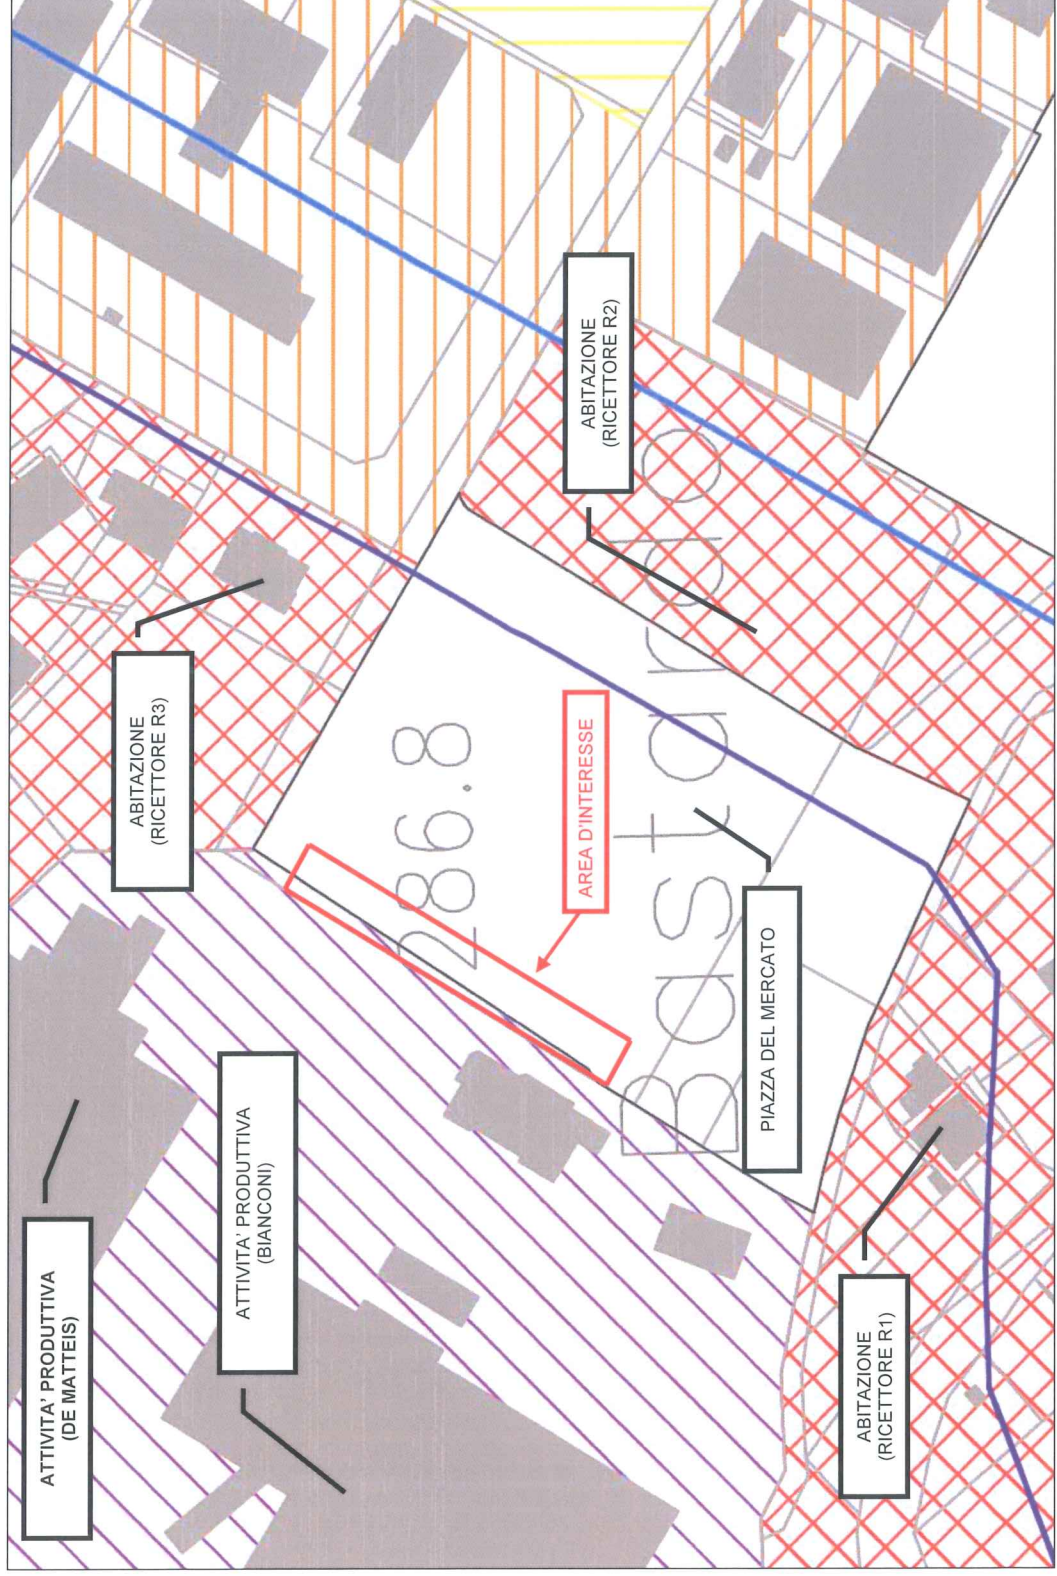 ATTIVITA' PRODUTTIVA
(DE MATTEIS)
ATTIVITA' PRODUTTIVA
(BIANCONI)
ABITAZIONE
(RICETTORE R3)
286.8
AREA D'INTERESSE
ABITAZIONE
(RICETTORE R2)
Bastardo
PIAZZA DEL MERCATO
ABITAZIONE
(RICETTORE R1)